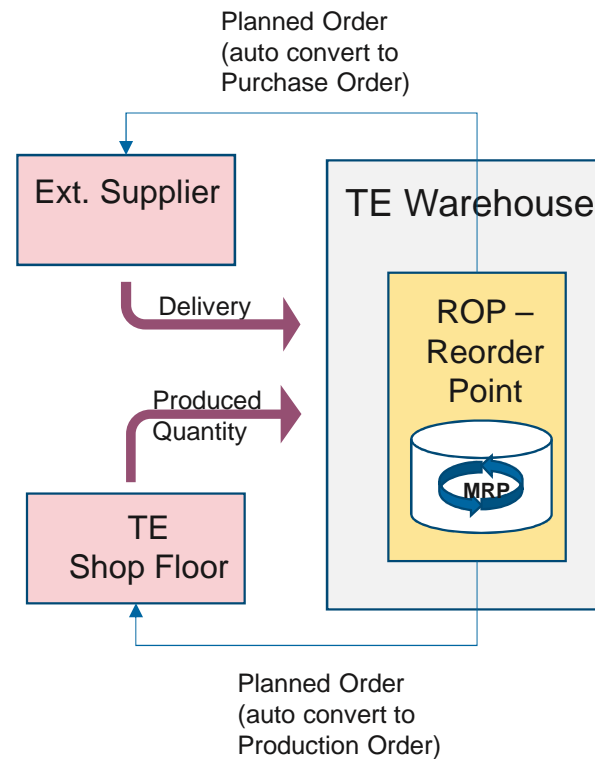 Planned Order
(auto convert to
Purchase Order)
Ext. Supplier
TE Warehouse
Delivery
ROP –
Reorder
Point
MRP
Produced
Quantity
TE
Shop Floor
Planned Order
(auto convert to
Production Order)